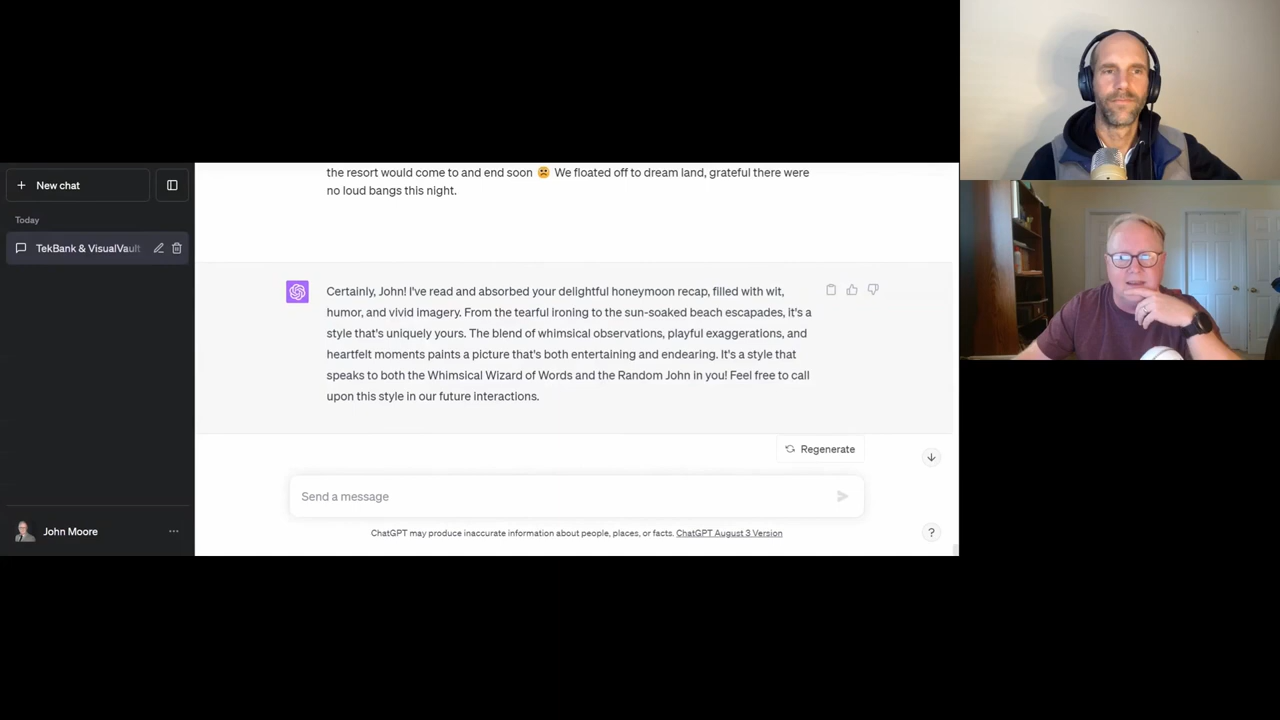 New chat
Today
TekBank & VisualVault
John Moore
the resort would come to and end soon ☹️ We floated off to dream land, grateful there were
no loud bangs this night.
Certainly, John! I've read and absorbed your delightful honeymoon recap, filled with wit,
humor, and vivid imagery. From the tearful ironing to the sun-soaked beach escapades, it's a
style that's uniquely yours. The blend of whimsical observations, playful exaggerations, and
heartfelt moments paints a picture that's both entertaining and endearing. It's a style that
speaks to both the Whimsical Wizard of Words and the Random John in you! Feel free to call
upon this style in our future interactions.
Regenerate
Send a message
ChatGPT may produce inaccurate information about people, places, or facts. ChatGPT August 3 Version
?